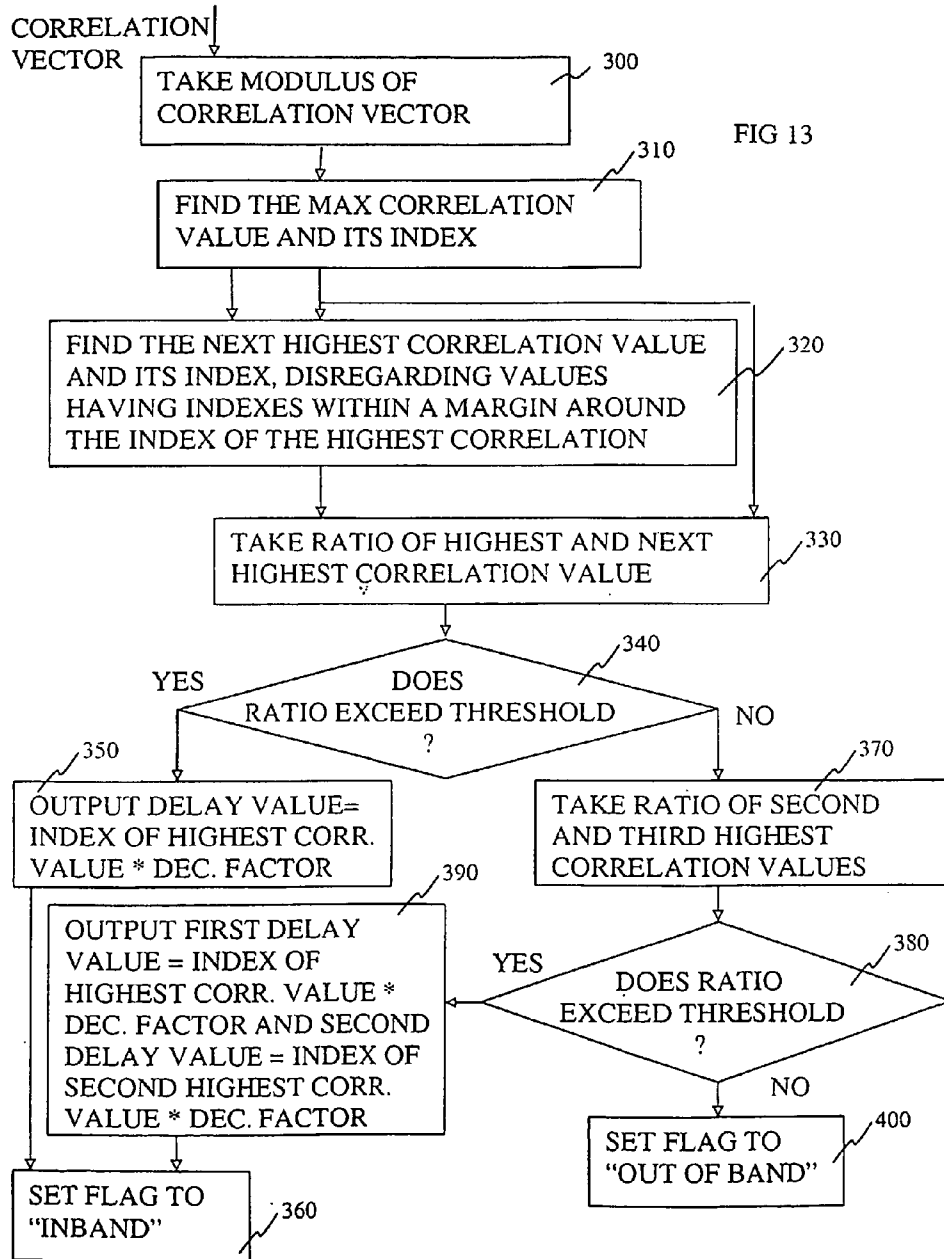 CORRELATION
VECTOR
300
TAKE MODULUS OF
CORRELATION VECTOR
FIG 13
310
FIND THE MAX CORRELATION
VALUE AND ITS INDEX
320
FIND THE NEXT HIGHEST CORRELATION VALUE
AND ITS INDEX, DISREGARDING VALUES
HAVING INDEXES WITHIN A MARGIN AROUND
THE INDEX OF THE HIGHEST CORRELATION
330
TAKE RATIO OF HIGHEST AND NEXT
HIGHEST CORRELATION VALUE
340
YES
DOES
RATIO EXCEED THRESHOLD
?
NO
350
OUTPUT DELAY VALUE=
INDEX OF HIGHEST CORR.
VALUE * DEC. FACTOR
370
TAKE RATIO OF SECOND
AND THIRD HIGHEST
CORRELATION VALUES
390
OUTPUT FIRST DELAY
VALUE = INDEX OF
HIGHEST CORR. VALUE *
DEC. FACTOR AND SECOND
DELAY VALUE = INDEX OF
SECOND HIGHEST CORR.
VALUE * DEC. FACTOR
380
YES
DOES RATIO
EXCEED THRESHOLD
?
NO
400
SET FLAG TO
“OUT OF BAND”
SET FLAG TO
“INBAND”
360